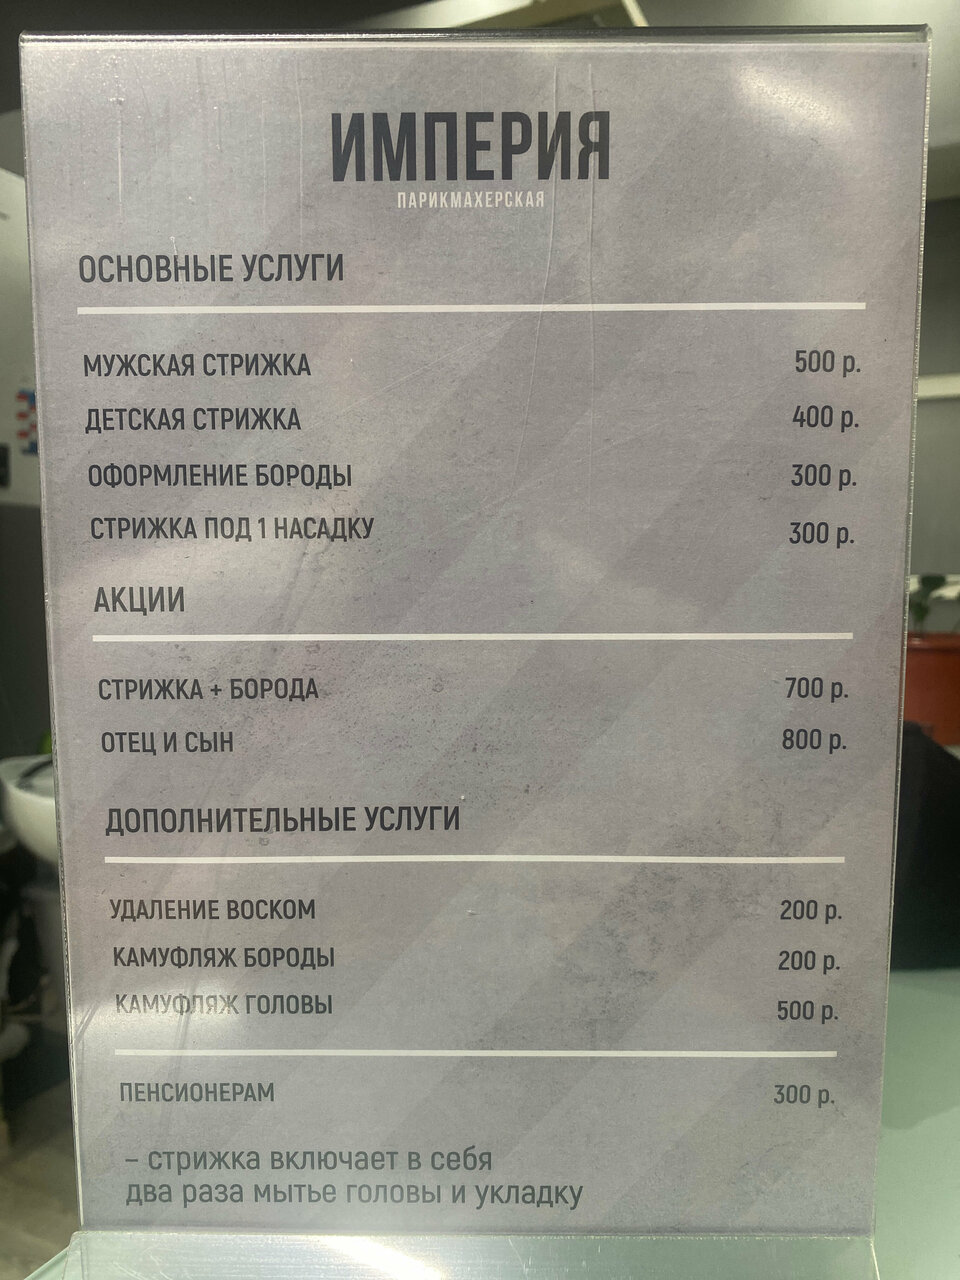 ИМПЕРИЯ
ПАРИКМАХЕРСКАЯ
ОСНОВНЫЕ УСЛУГИ
МУЖСКАЯ СТРИЖКА 500 р.
ДЕТСКАЯ СТРИЖКА 400 р.
ОФОРМЛЕНИЕ БОРОДЫ 300 р.
СТРИЖКА ПОД 1 НАСАДКУ 300 р.
АКЦИИ
СТРИЖКА + БОРОДА 700 р.
ОТЕЦ И СЫН 800 р.
ДОПОЛНИТЕЛЬНЫЕ УСЛУГИ
УДАЛЕНИЕ ВОСКОМ 200 р.
КАМУФЛЯЖ БОРОДЫ 200 р.
КАМУФЛЯЖ ГОЛОВЫ 500 р.
ПЕНСИОНЕРАМ 300 р.
– стрижка включает в себя
два раза мытье головы и укладку